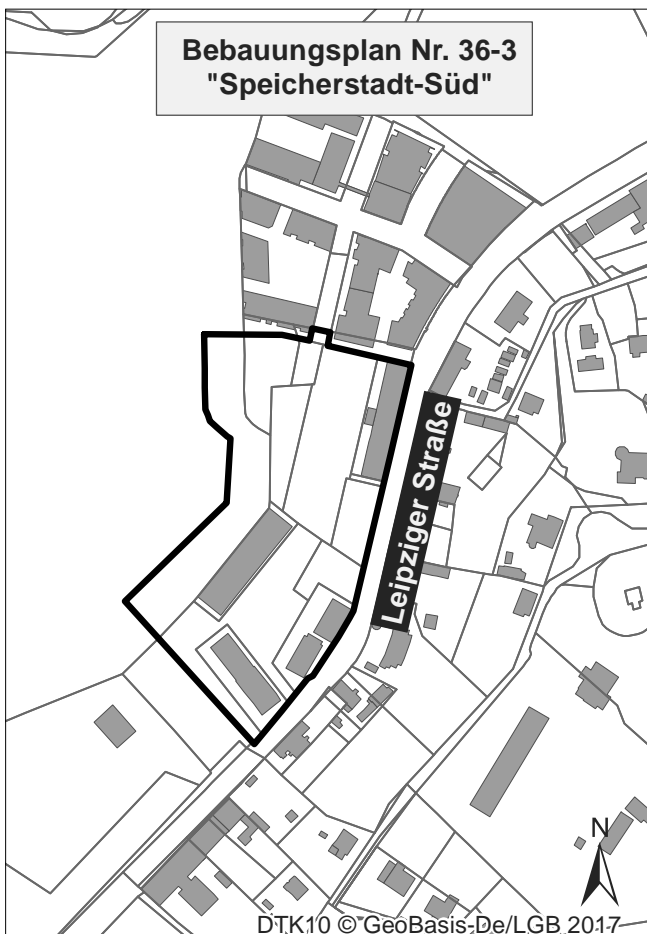 Bebauungsplan Nr. 36-3
"Speicherstadt-Süd"
Leipziger Straße
N
DTK10 © GeoBasis-De/LGB 2017